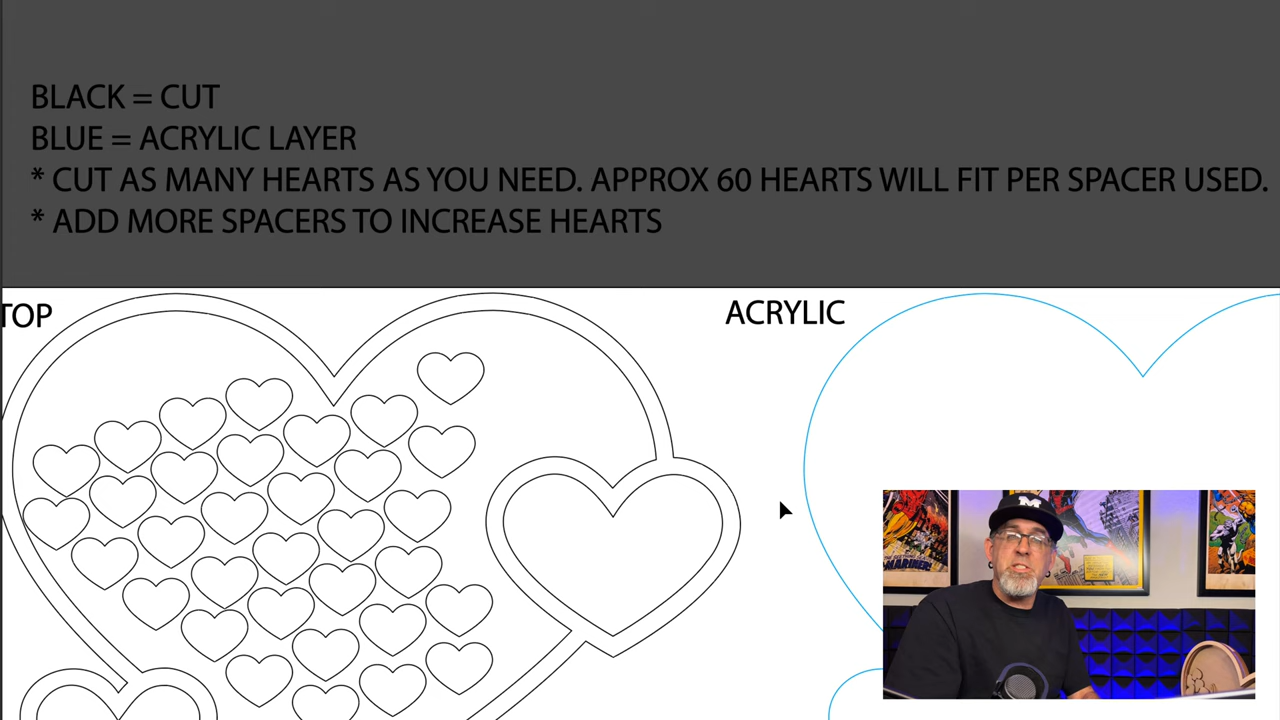 BLACK = CUT
BLUE = ACRYLIC LAYER
* CUT AS MANY HEARTS AS YOU NEED. APPROX 60 HEARTS WILL FIT PER SPACER USED.
* ADD MORE SPACERS TO INCREASE HEARTS
TOP
ACRYLIC
M